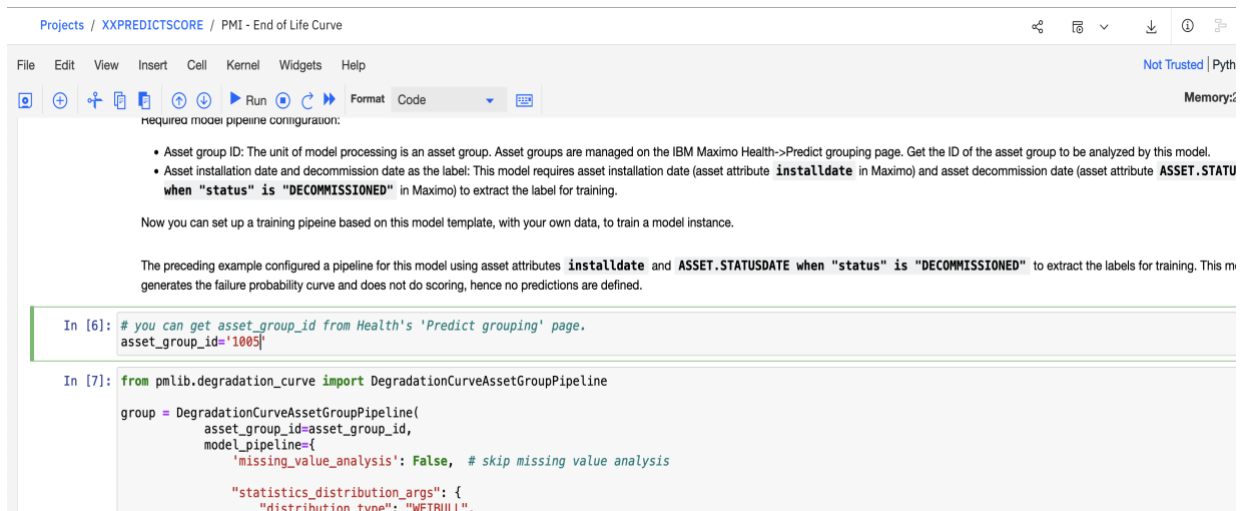 Projects / XXPREDICTSCORE / PMI - End of Life Curve
File Edit View Insert Cell Kernel Widgets Help
Not Trusted Pyth
Run Format Code
Memory:2
Required model pipeline configuration:
• Asset group ID: The unit of model processing is an asset group. Asset groups are managed on the IBM Maximo Health->Predict grouping page. Get the ID of the asset group to be analyzed by this model.
• Asset installation date and decommission date as the label: This model requires asset installation date (asset attribute installdate in Maximo) and asset decommission date (asset attribute ASSET.STATU
when "status" is "DECOMMISSIONED" in Maximo) to extract the label for training.
Now you can set up a training pipeine based on this model template, with your own data, to train a model instance.
The preceding example configured a pipeline for this model using asset attributes installdate and ASSET.STATUSDATE when "status" is "DECOMMISSIONED" to extract the labels for training. This m
generates the failure probability curve and does not do scoring, hence no predictions are defined.
In [6]: # you can get asset_group_id from Health's 'Predict grouping' page.
asset_group_id='1005'
In [7]: from pmlib.degradation_curve import DegradationCurveAssetGroupPipeline
group = DegradationCurveAssetGroupPipeline(
asset_group_id=asset_group_id,
model_pipeline={
'missing_value_analysis': False, # skip missing value analysis
"statistics_distribution_args": {
"distribution_type": "WEIBULL",